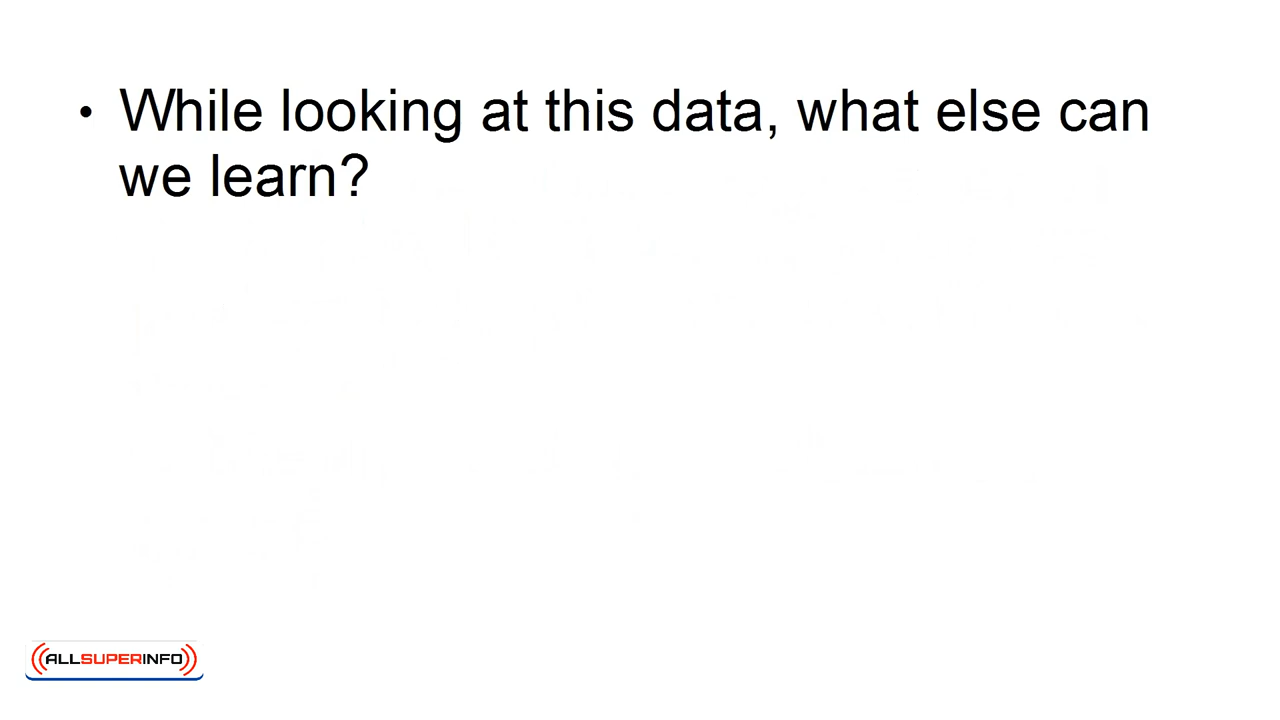 • While looking at this data, what else can
we learn?
ALLSUPERINFO